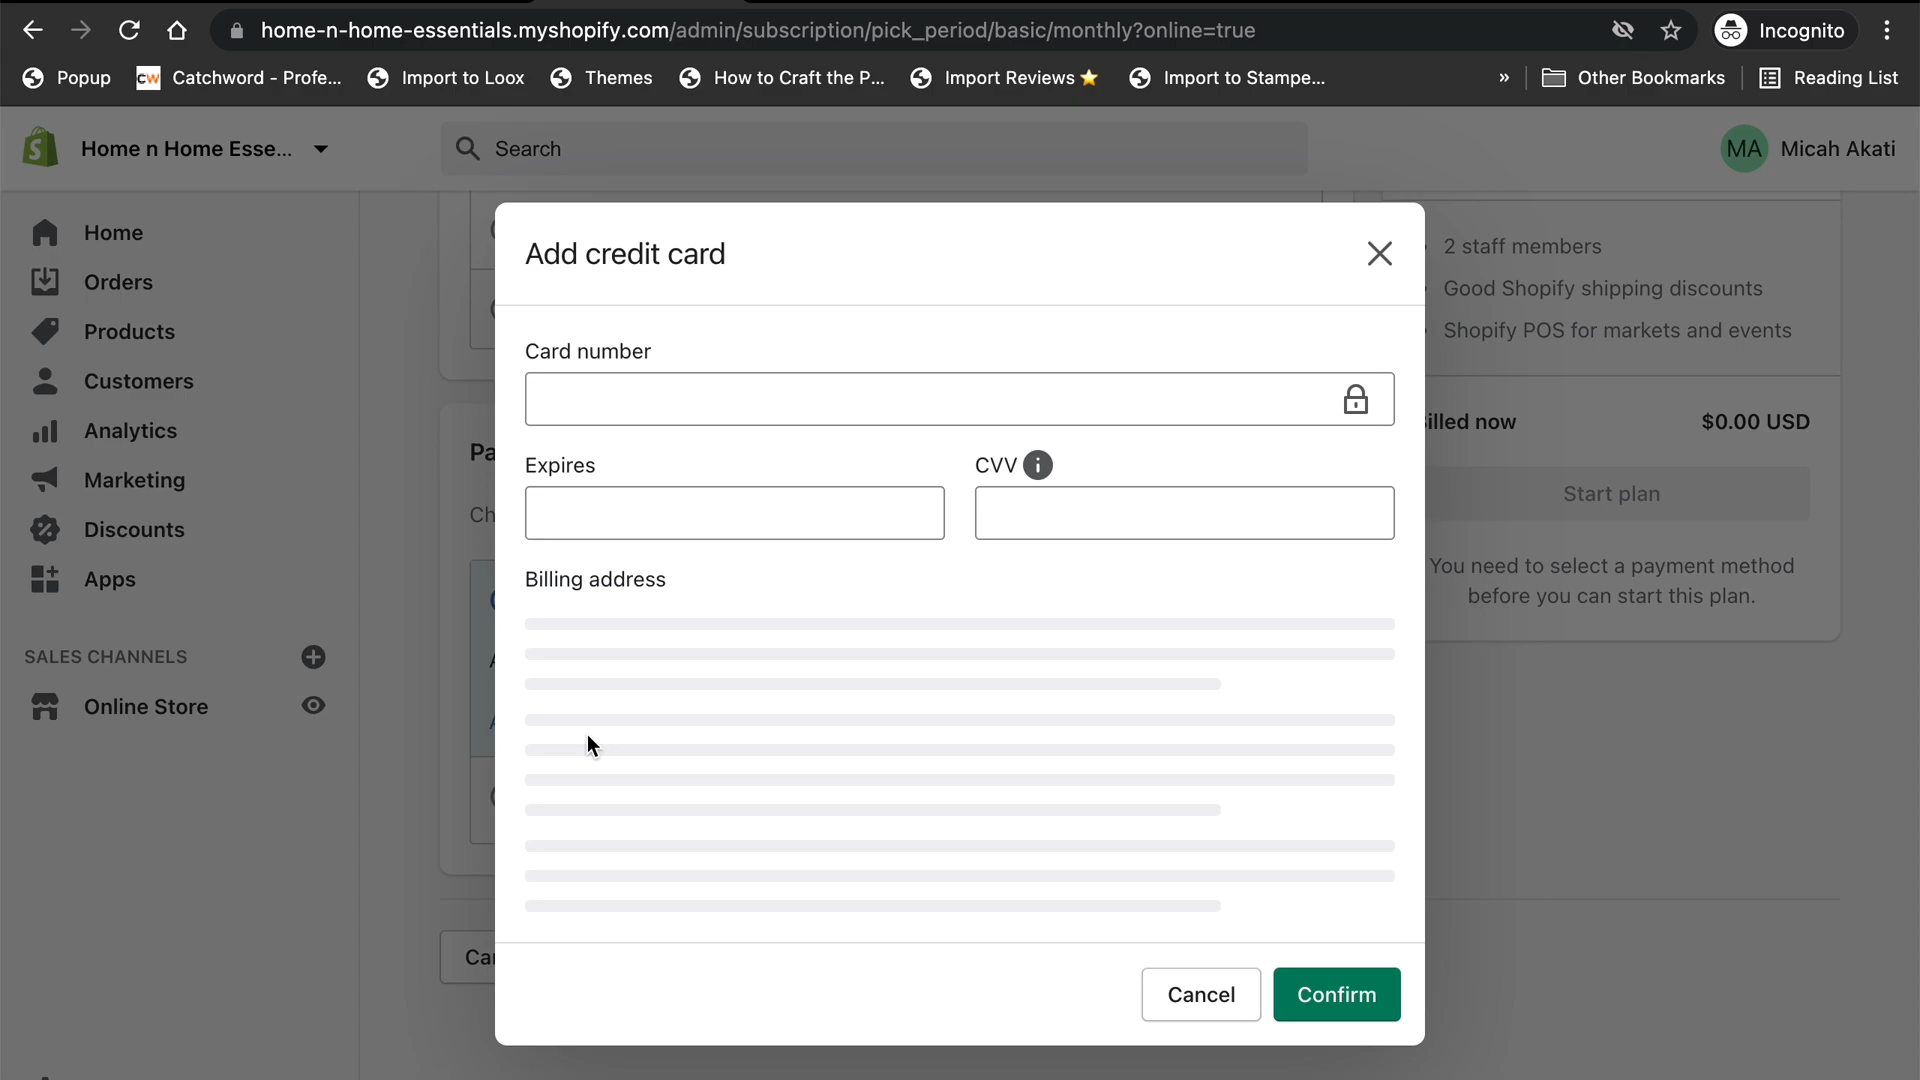 home-n-home-essentials.myshopify.com/admin/subscription/pick_period/basic/monthly?online=true
Incognito
Popup
CW
Catchword - Profe...
Import to Loox
Themes
How to Craft the P...
Import Reviews⭐
Import to Stampe...
»
Other Bookmarks
Reading List
Home n Home Esse...
Search
MA
Micah Akati
Home
Orders
Products
Customers
Analytics
Marketing
Discounts
Apps
SALES CHANNELS
Online Store
Add credit card
Card number
Expires
CVV
Billing address
Cancel
Confirm
2 staff members
Good Shopify shipping discounts
Shopify POS for markets and events
illed now
$0.00 USD
Start plan
You need to select a payment method
before you can start this plan.
Pa
Ch
Ca